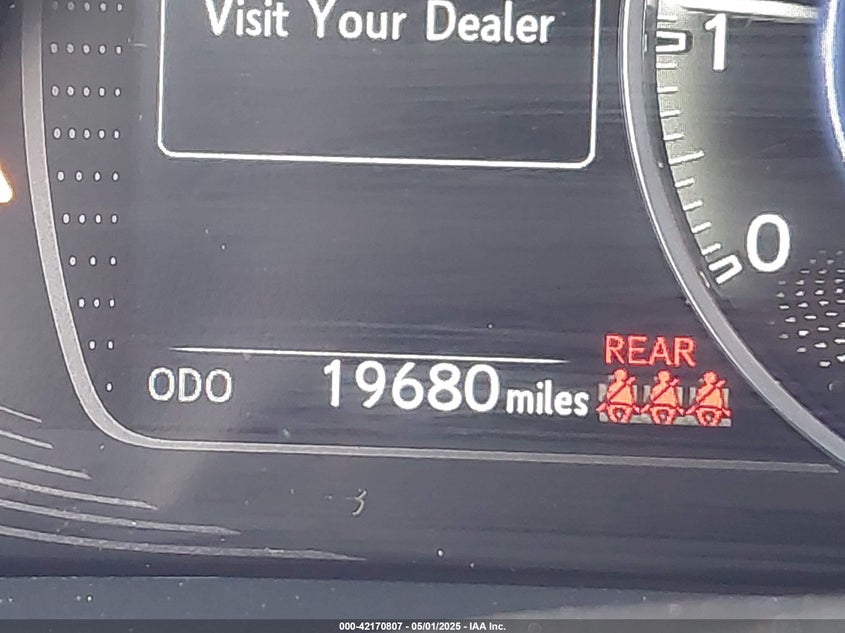 Visit Your Dealer
1
0
REAR
ODO 19680 miles
000-42170807 - 05/01/2025 - IAA Inc.